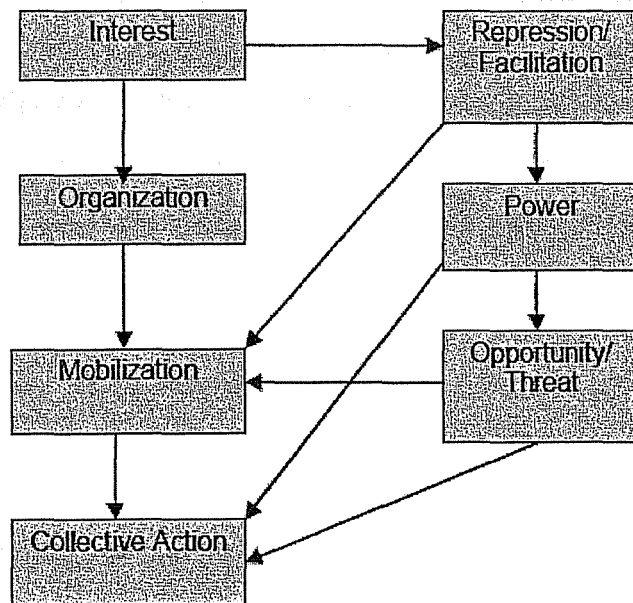 Interest
Repression/
Facilitation
Organization
Power
Mobilization
Opportunity/
Threat
Collective Action